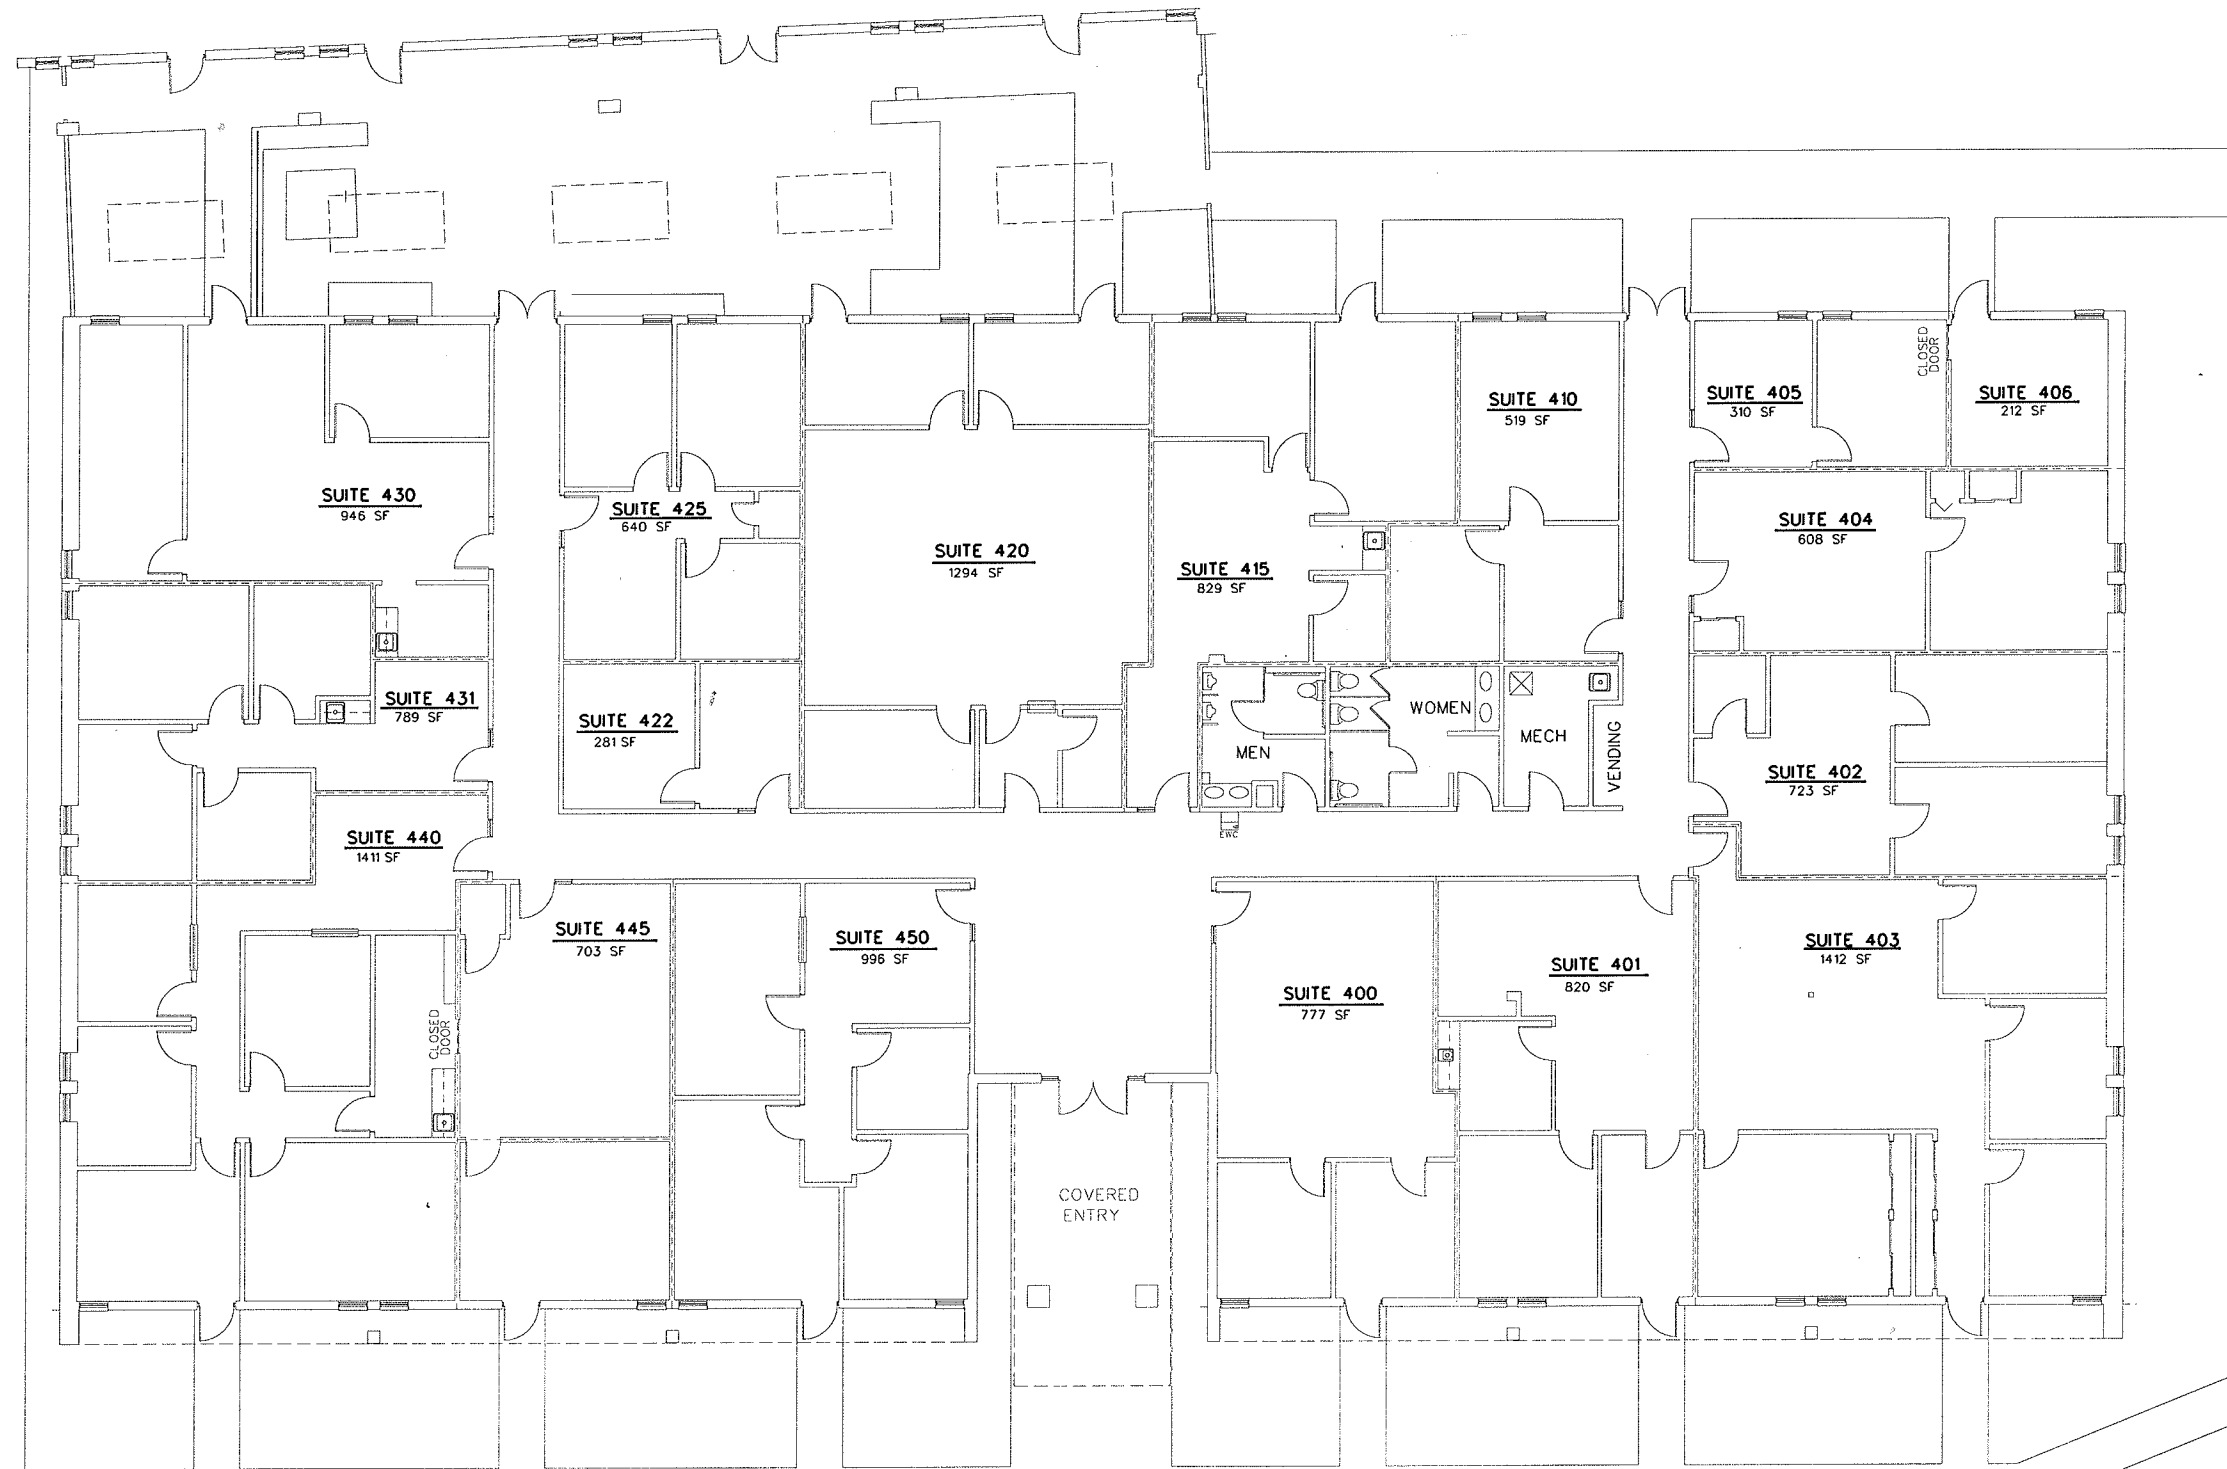 CLOSED
DOOR
SUITE 405
310 SF
SUITE 406
212 SF
SUITE 410
519 SF
SUITE 430
946 SF
SUITE 425
640 SF
SUITE 420
1294 SF
SUITE 415
829 SF
SUITE 404
608 SF
SUITE 431
789 SF
SUITE 422
281 SF
MEN
WOMEN
MECH
VENDING
SUITE 402
723 SF
SUITE 440
1411 SF
EWC
SUITE 445
703 SF
SUITE 450
996 SF
SUITE 400
777 SF
SUITE 401
820 SF
SUITE 403
1412 SF
CLOSED
DOOR
COVERED
ENTRY